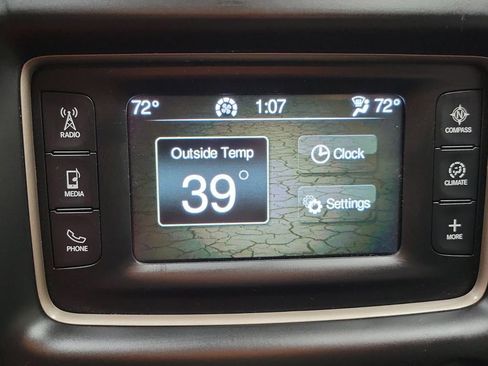 72° 1:07 72°
RADIO
MEDIA
PHONE
Outside Temp
39°
Clock
Settings
N
COMPASS
CLIMATE
MORE